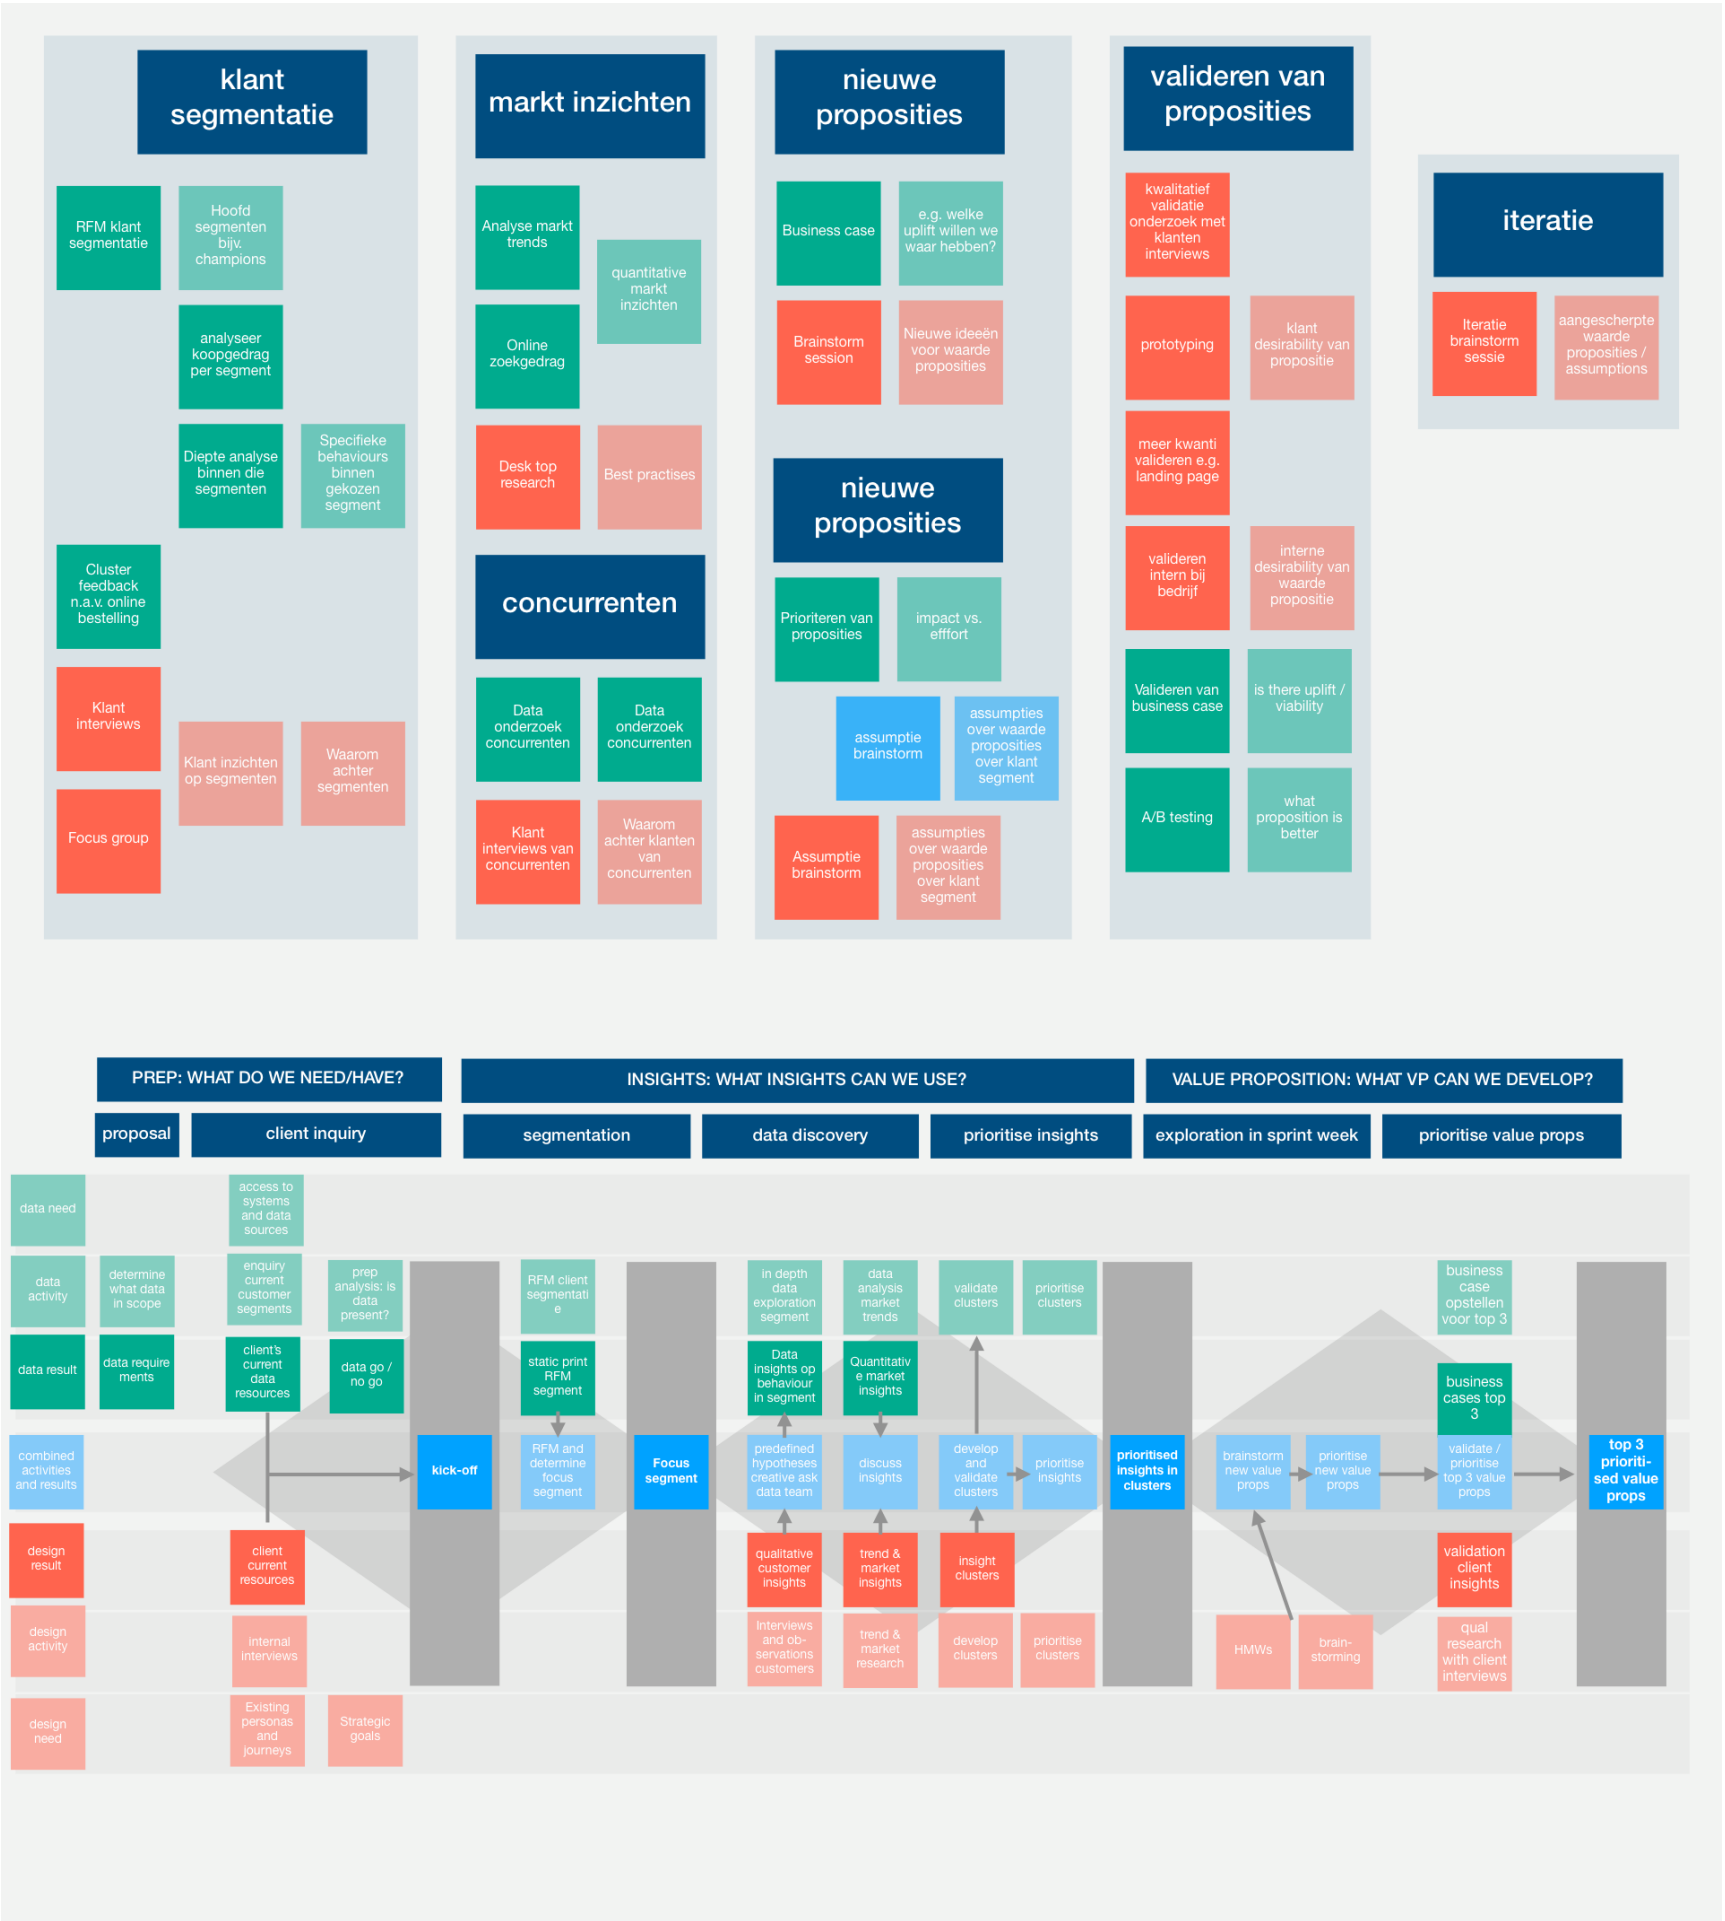 klant
segmentatie
RFM klant
segmentatie
Hoofd
segmenten
bijv.
champions
analyseer
koopgedrag
per segment
Diepte analyse
binnen die
segmenten
Specifieke
behaviours
binnen
gekozen
segment
Cluster
feedback
n.a.v. online
bestelling
Klant
interviews
Klant inzichten
op segmenten
Waarom
achter
segmenten
Focus group
markt inzichten
Analyse markt
trends
quantitative
markt
inzichten
Online
zoekgedrag
Desk top
research
Best practises
concurrenten
Data
onderzoek
concurrenten
Data
onderzoek
concurrenten
Klant
interviews van
concurrenten
Waarom
achter klanten
van
concurrenten
nieuwe
proposities
Business case
e.g. welke
uplift willen we
waar hebben?
Brainstorm
session
Nieuwe ideeën
voor waarde
proposities
nieuwe
proposities
Prioriteren van
proposities
impact vs.
efffort
assumptie
brainstorm
assumpties
over waarde
proposities
over klant
segment
Assumptie
brainstorm
assumpties
over waarde
proposities
over klant
segment
valideren van
proposities
kwalitatief
validatie
onderzoek met
klanten
interviews
prototyping
klant
desirability van
propositie
meer kwanti
valideren e.g.
landing page
valideren
intern bij
bedrijf
interne
desirability van
waarde
propositie
Valideren van
business case
is there uplift /
viability
A/B testing
what
proposition is
better
iteratie
Iteratie
brainstorm
sessie
aangescherpte
waarde
proposities /
assumptions
PREP: WHAT DO WE NEED/HAVE?
INSIGHTS: WHAT INSIGHTS CAN WE USE?
VALUE PROPOSITION: WHAT VP CAN WE DEVELOP?
proposal
client inquiry
segmentation
data discovery
prioritise insights
exploration in sprint week
prioritise value props
data need
access to
systems
and data
sources
data
activity
determine
what data
in scope
enquiry
current
customer
segments
prep
analysis: is
data
present?
RFM client
segmentati
e
in depth
data
exploration
segment
data
analysis
market
trends
validate
clusters
prioritise
clusters
business
case
opstellen
voor top 3
data result
data require
ments
client's
current
data
resources
data go /
no go
static print
RFM
segment
Data
insights op
behaviour
in segment
Quantitativ
e market
insights
business
cases top
3
combined
activities
and results
kick-off
RFM and
determine
focus
segment
Focus
segment
predefined
hypotheses
creative ask
data team
discuss
insights
develop
and
validate
clusters
prioritise
insights
prioritised
insights in
clusters
brainstorm
new value
props
prioritise
new value
props
validate /
prioritise
top 3 value
props
top 3
prioriti-
sed value
props
design
result
client
current
resources
qualitative
customer
insights
trend &
market
insights
insight
clusters
validation
client
insights
design
activity
internal
interviews
Interviews
and ob-
servations
customers
trend &
market
research
develop
clusters
prioritise
clusters
HMWs
brain-
storming
qual
research
with client
interviews
design
need
Existing
personas
and
journeys
Strategic
goals